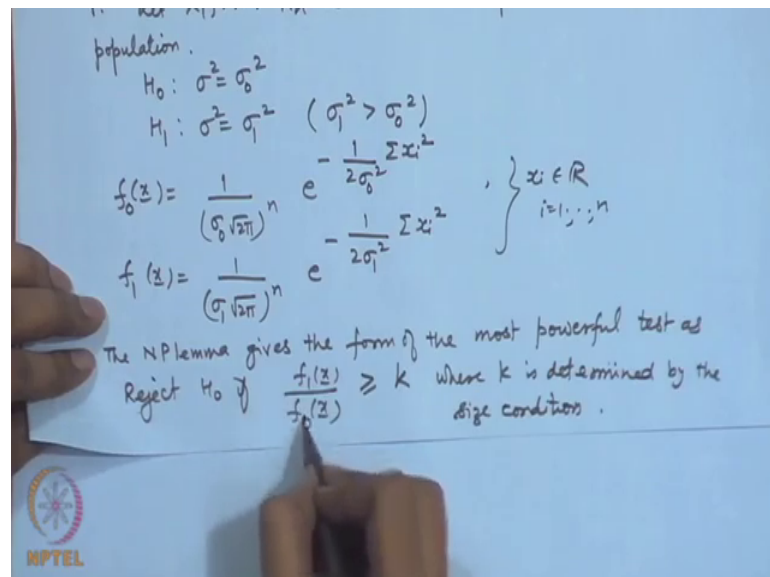 population.
H₀ : σ² = σ₀²
H₁ : σ² = σ₁² ( σ₁² > σ₀² )
f₀(x̲) = 1/(σ₀√2π)ⁿ e^{- 1/(2σ₀²) Σxᵢ²} , } xᵢ ∈ ℝ
i=1,..,n
f₁(x̲) = 1/(σ₁√2π)ⁿ e^{- 1/(2σ₁²) Σxᵢ²}
The NP lemma gives the form of the most powerful test as
Reject H₀ if f₁(x̲)/f₀(x̲) ≥ k where k is determined by the
size condition.
NPTEL